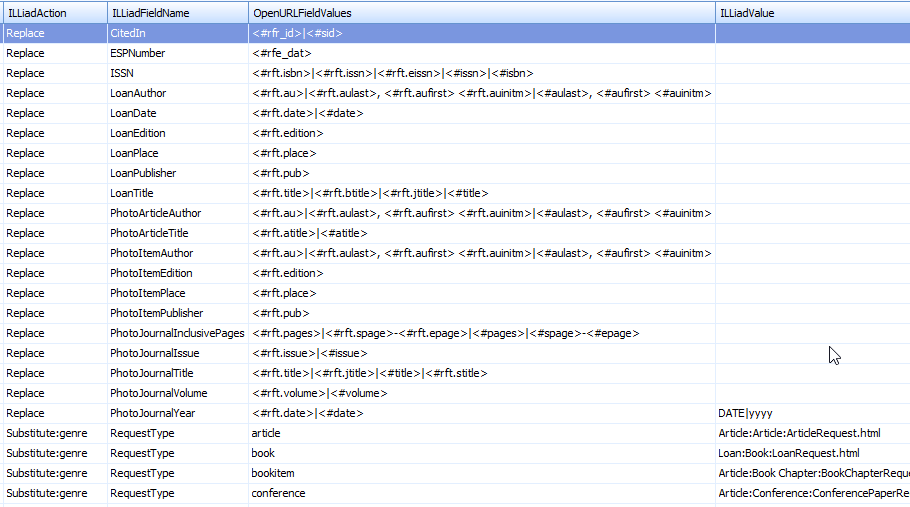 ILLiadAction ILLiadFieldName OpenURLFieldValues ILLiadValue
Replace CitedIn <#rfr_id>|<#sid>
Replace ESPNumber <#rfe_dat>
Replace ISSN <#rft.isbn>|<#rft.issn>|<#rft.eissn>|<#issn>|<#isbn>
Replace LoanAuthor <#rft.au>|<#rft.aulast>, <#rft.aufirst> <#rft.auinitm>|<#aulast>, <#aufirst> <#auinitm>
Replace LoanDate <#rft.date>|<#date>
Replace LoanEdition <#rft.edition>
Replace LoanPlace <#rft.place>
Replace LoanPublisher <#rft.pub>
Replace LoanTitle <#rft.title>|<#rft.btitle>|<#rft.jtitle>|<#title>
Replace PhotoArticleAuthor <#rft.au>|<#rft.aulast>, <#rft.aufirst> <#rft.auinitm>|<#aulast>, <#aufirst> <#auinitm>
Replace PhotoArticleTitle <#rft.atitle>|<#atitle>
Replace PhotoItemAuthor <#rft.au>|<#rft.aulast>, <#rft.aufirst> <#rft.auinitm>|<#aulast>, <#aufirst> <#auinitm>
Replace PhotoItemEdition <#rft.edition>
Replace PhotoItemPlace <#rft.place>
Replace PhotoItemPublisher <#rft.pub>
Replace PhotoJournalInclusivePages <#rft.pages>|<#rft.spage>-<#rft.epage>|<#pages>|<#spage>-<#epage>
Replace PhotoJournalIssue <#rft.issue>|<#issue>
Replace PhotoJournalTitle <#rft.title>|<#rft.jtitle>|<#title>|<#rft.stitle>
Replace PhotoJournalVolume <#rft.volume>|<#volume>
Replace PhotoJournalYear <#rft.date>|<#date> DATE|yyyy
Substitute:genre RequestType article Article:Article:ArticleRequest.html
Substitute:genre RequestType book Loan:Book:LoanRequest.html
Substitute:genre RequestType bookitem Article:Book Chapter:BookChapterReque
Substitute:genre RequestType conference Article:Conference:ConferencePaperRe